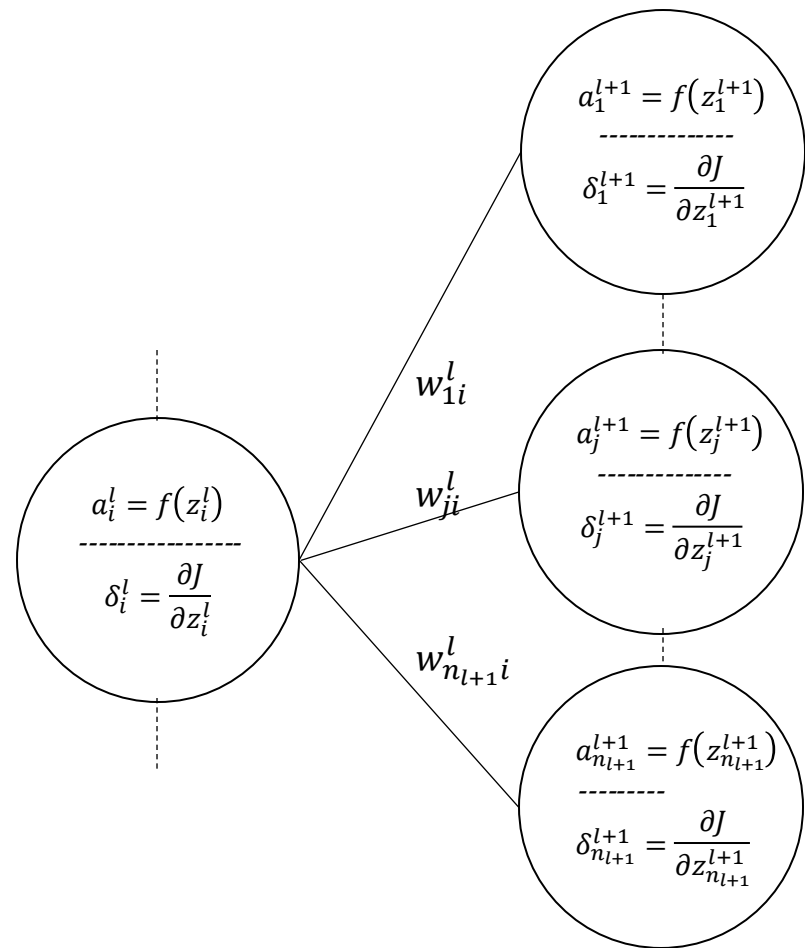 a_1^{l+1} = f(z_1^{l+1})
--------------
δ_1^{l+1} = ∂J / ∂z_1^{l+1}
w_{1i}^l
a_j^{l+1} = f(z_j^{l+1})
--------------
δ_j^{l+1} = ∂J / ∂z_j^{l+1}
w_{ji}^l
a_i^l = f(z_i^l)
-----------------
δ_i^l = ∂J / ∂z_i^l
w_{n_{l+1}i}^l
a_{n_{l+1}}^{l+1} = f(z_{n_{l+1}}^{l+1})
---------
δ_{n_{l+1}}^{l+1} = ∂J / ∂z_{n_{l+1}}^{l+1}